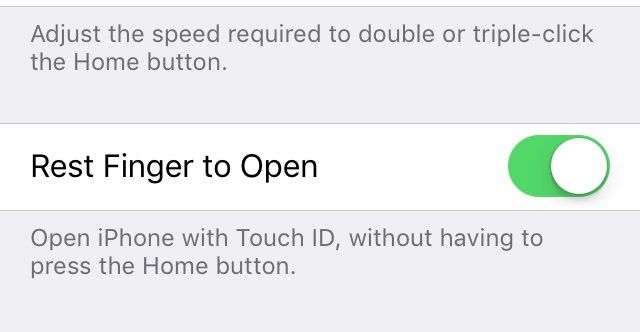 Adjust the speed required to double or triple-click
the Home button.
Rest Finger to Open
Open iPhone with Touch ID, without having to
press the Home button.